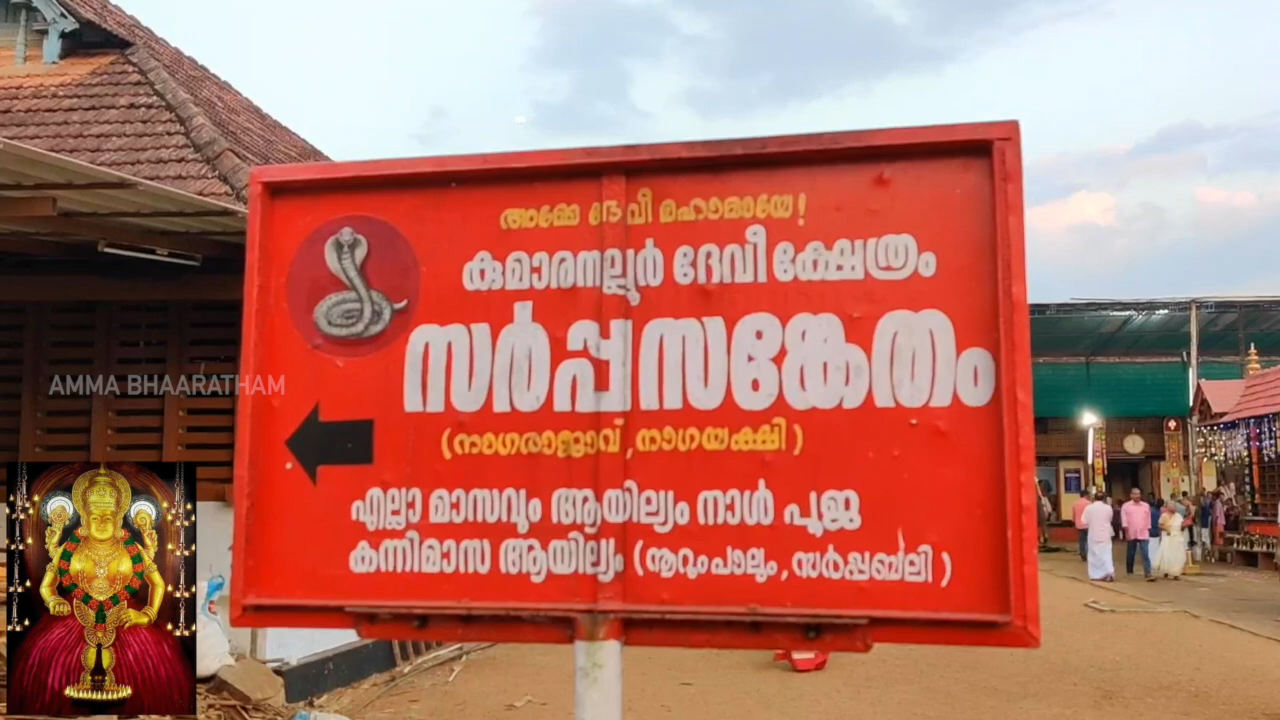 അമ്മേ ദേവീ മഹാമായേ!
കുമാരനല്ലൂർ ദേവീ ക്ഷേത്രം
സർപ്പസങ്കേതം
(നാഗരാജാവ്, നാഗയക്ഷി)
എല്ലാ മാസവും ആയില്യം നാൾ പൂജ
കന്നിമാസ ആയില്യം (നൂറും പാലും, സർപ്പബലി)
AMMA BHAARATHAM